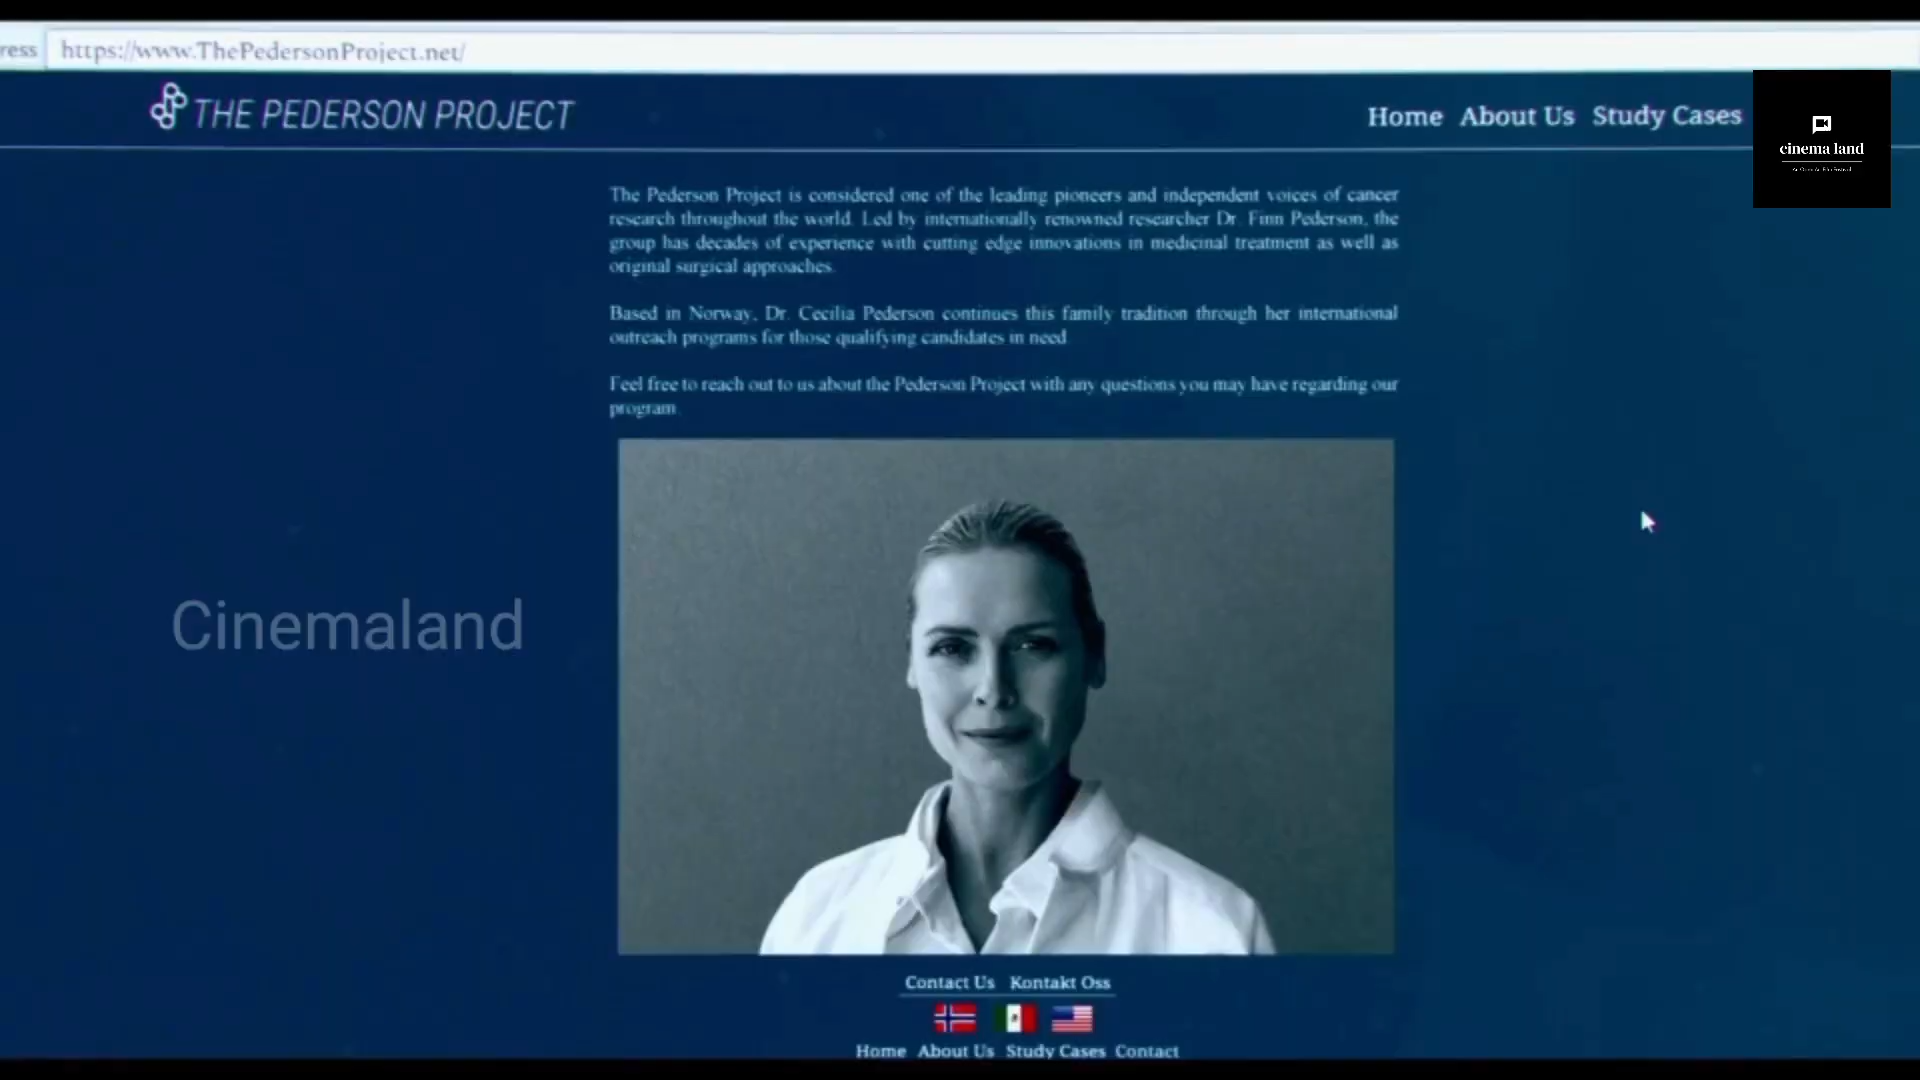 ress https://www.ThePedersonProject.net/
THE PEDERSON PROJECT
Home About Us Study Cases
cinema land
The Pederson Project is considered one of the leading pioneers and independent voices of cancer
research throughout the world. Led by internationally renowned researcher Dr. Finn Pederson, the
group has decades of experience with cutting edge innovations in medicinal treatment as well as
original surgical approaches.
Based in Norway, Dr. Cecilia Pederson continues this family tradition through her international
outreach programs for those qualifying candidates in need.
Feel free to reach out to us about the Pederson Project with any questions you may have regarding our
program.
Cinemaland
Contact Us Kontakt Oss
Home About Us Study Cases Contact